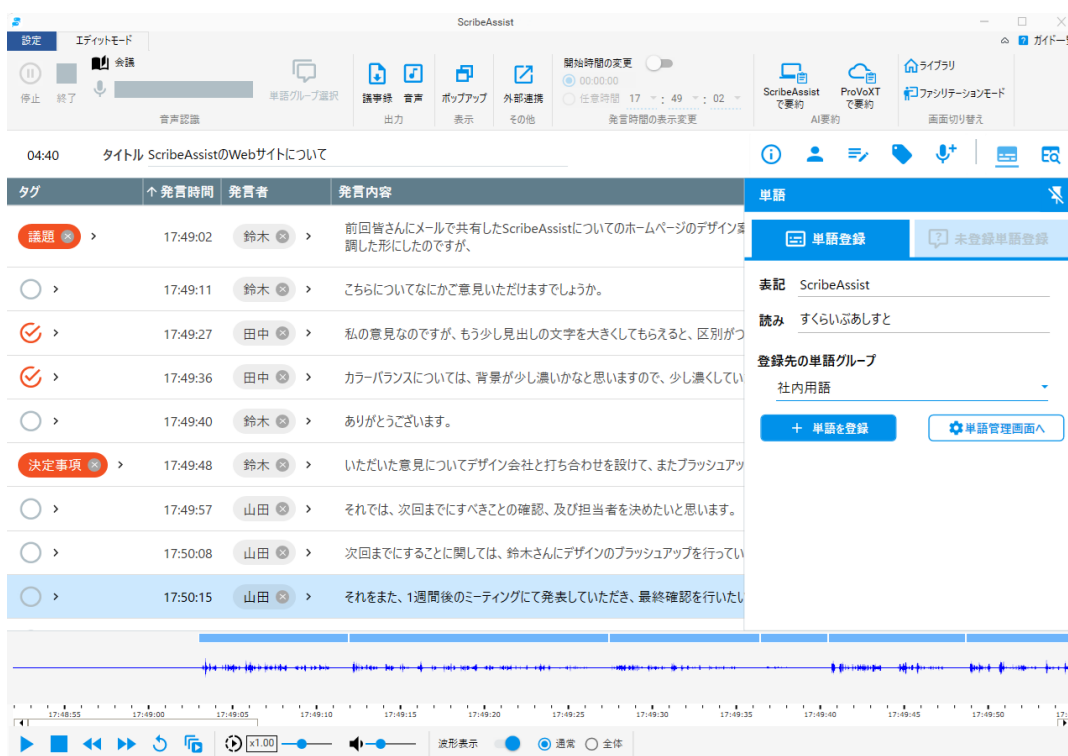 ScribeAssist
設定 エディットモード
ガイド一覧
停止 終了
会議
単語グループ選択
音声認識
議事録 音声
出力
ポップアップ
表示
外部連携
その他
開始時間の変更
00:00:00
任意時間 17 : 49 : 02
発言時間の表示変更
ScribeAssist
で要約
ProVoXT
で要約
AI要約
ライブラリ
ファシリテーションモード
画面切り替え
04:40 タイトル ScribeAssistのWebサイトについて
タグ 発言時間 発言者 発言内容
議題 17:49:02 鈴木 前回皆さんにメールで共有したScribeAssistについてのホームページのデザイン案
調した形にしたのですが、
17:49:11 鈴木 こちらについてなにかご意見いただけますでしょうか。
17:49:27 田中 私の意見なのですが、もう少し見出しの文字を大きくしてもらえると、区別がつ
17:49:36 田中 カラーバランスについては、背景が少し濃いかなと思いますので、少し濃くしてい
17:49:40 鈴木 ありがとうございます。
決定事項 17:49:48 鈴木 いただいた意見についてデザイン会社と打ち合わせを設けて、またブラッシュアッ
17:49:57 山田 それでは、次回までにすべきことの確認、及び担当者を決めたいと思います。
17:50:08 山田 次回までにすることに関しては、鈴木さんにデザインのブラッシュアップを行ってい
17:50:15 山田 それをまた、1週間後のミーティングにて発表していただき、最終確認を行いたい
単語
単語登録 未登録単語登録
表記 ScribeAssist
読み すくらいぶあしすと
登録先の単語グループ
社内用語
+ 単語を登録 単語管理画面へ
17:48:55 17:49:00 17:49:05 17:49:10 17:49:15 17:49:20 17:49:25 17:49:30 17:49:35 17:49:40 17:49:45 17:49:50 17:
x1.00 波形表示 通常 全体